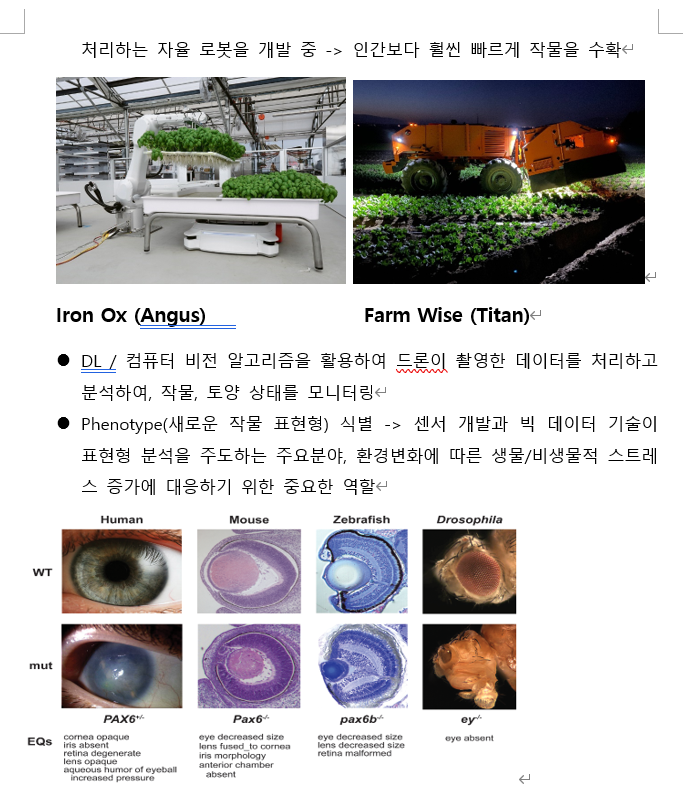 처리하는 자율 로봇을 개발 중 -> 인간보다 훨씬 빠르게 작물을 수확
Iron Ox (Angus) Farm Wise (Titan)
● DL / 컴퓨터 비전 알고리즘을 활용하여 드론이 촬영한 데이터를 처리하고
분석하여, 작물, 토양 상태를 모니터링
● Phenotype(새로운 작물 표현형) 식별 -> 센서 개발과 빅 데이터 기술이
표현형 분석을 주도하는 주요분야, 환경변화에 따른 생물/비생물적 스트레
스 증가에 대응하기 위한 중요한 역할
Human Mouse Zebrafish Drosophila
WT
mut
PAX6+/- Pax6-/- pax6b-/- ey-/-
EQs
cornea opaque
iris absent
retina degenerate
lens opaque
aqueous humor of eyeball
increased pressure
eye decreased size
lens fused_to cornea
iris morphology
anterior chamber
absent
eye decreased size
lens decreased size
retina malformed
eye absent